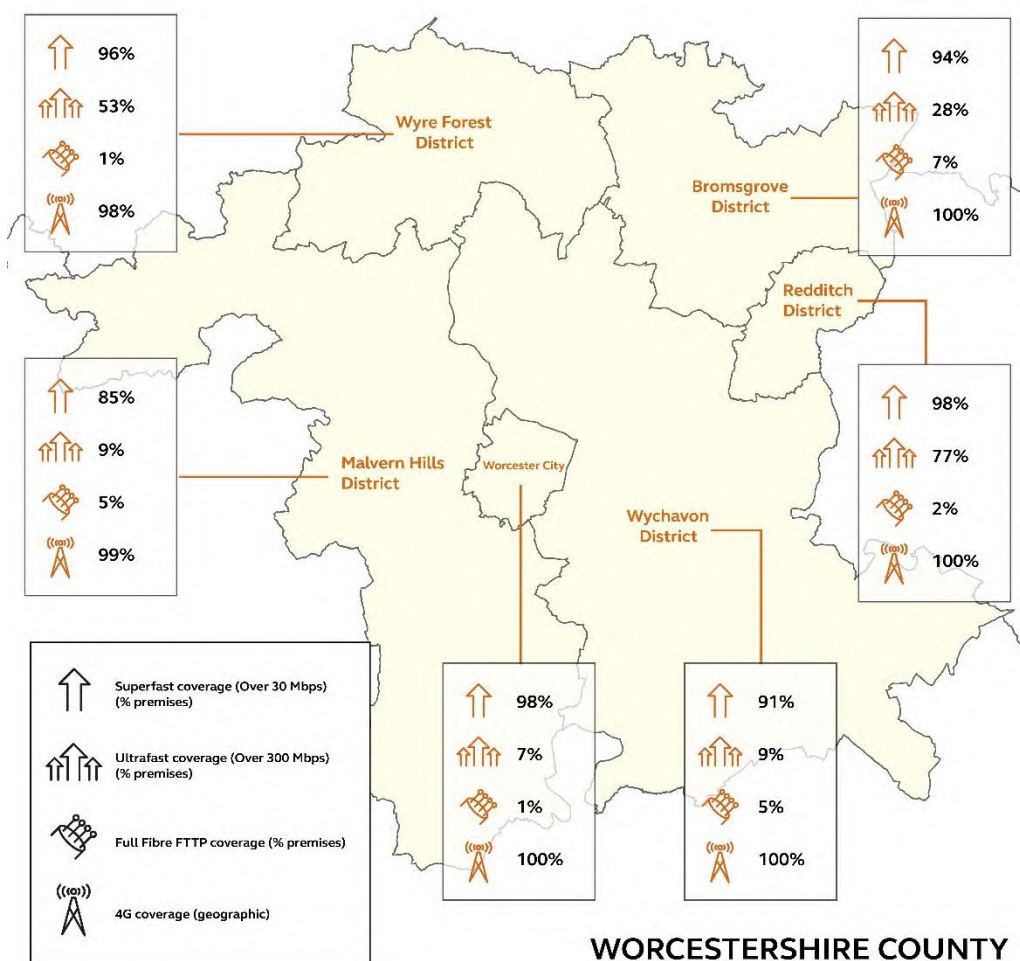 96%
53%
1%
98%
Wyre Forest
District
94%
28%
7%
100%
Bromsgrove
District
Redditch
District
98%
77%
2%
100%
85%
9%
5%
99%
Malvern Hills
District
Worcester City
Wychavon
District
98%
7%
1%
100%
91%
9%
5%
100%
Superfast coverage (Over 30 Mbps)
(% premises)
Ultrafast coverage (Over 300 Mbps)
(% premises)
Full Fibre FTTP coverage (% premises)
4G coverage (geographic)
WORCESTERSHIRE COUNTY